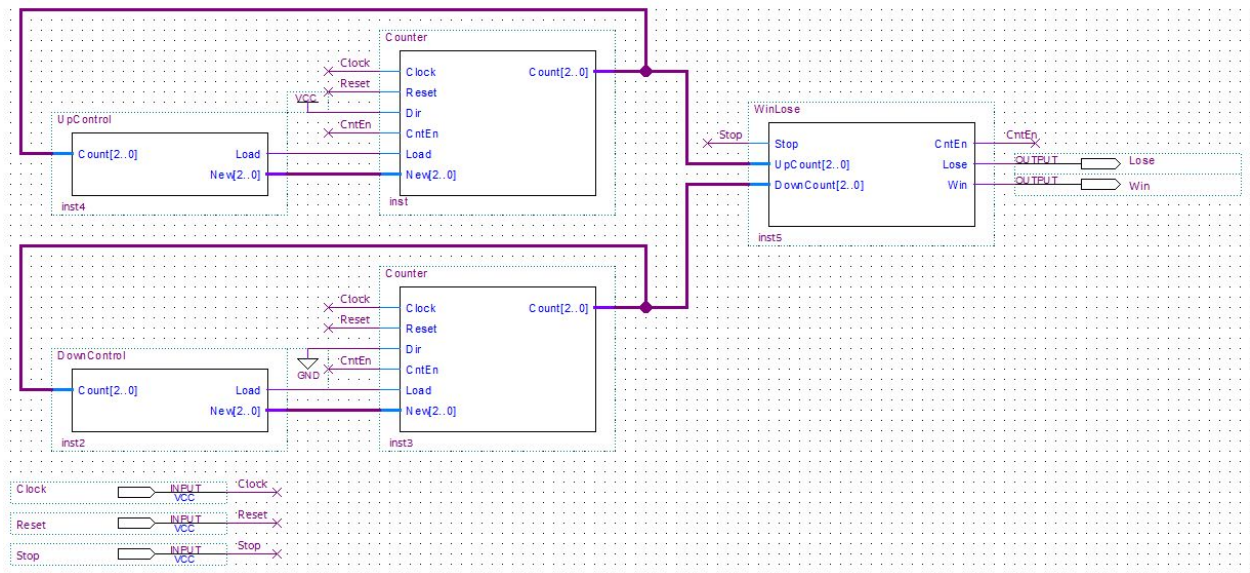 Counter
Clock
Clock
Count[2..0]
Reset
Reset
VCC
Dir
CntEn
CntEn
Load
New[2..0]
inst
UpControl
Count[2..0]
Load
New[2..0]
inst4
WinLose
Stop
Stop
CntEn
CntEn
UpCount[2..0]
Lose
OUTPUT
Lose
DownCount[2..0]
Win
OUTPUT
Win
inst5
Counter
Clock
Clock
Count[2..0]
Reset
Reset
Dir
GND
CntEn
CntEn
Load
New[2..0]
inst3
DownControl
Count[2..0]
Load
New[2..0]
inst2
Clock
INPUT
VCC
Clock
Reset
INPUT
VCC
Reset
Stop
INPUT
VCC
Stop